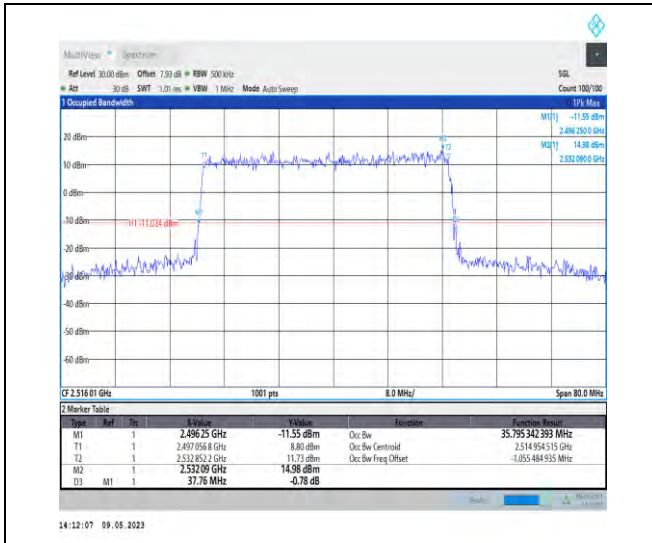 MultiView Spectrum
Ref Level 30.00 dBm Offset 7.93 dB RBW 500 kHz SGL
Att 30 dB SWT 1.01 ms VBW 1 MHz Mode Auto Sweep Count 100/100
1 Occupied Bandwidth 1Pk Max
M1[1] -11.55 dBm
2.496 250 0 GHz
M2[1] 14.98 dBm
2.532 090 0 GHz
20 dBm
10 dBm
0 dBm
-10 dBm
H1 -11.024 dBm
-20 dBm
-30 dBm
-40 dBm
-50 dBm
-60 dBm
M1
T1
M2
T2
CF 2.516 01 GHz 1001 pts 8.0 MHz/ Span 80.0 MHz
2 Marker Table
Type Ref Trc X-Value Y-Value Function Function Result
M1 1 2.496 25 GHz -11.55 dBm Occ Bw 35.795 342 393 MHz
T1 1 2.497 056 8 GHz 8.80 dBm Occ Bw Centroid 2.514 954 515 GHz
T2 1 2.532 852 2 GHz 11.73 dBm Occ Bw Freq Offset -1.055 484 935 MHz
M2 1 2.532 09 GHz 14.98 dBm
D3 M1 1 37.76 MHz -0.78 dB
14:12:07 09.05.2023